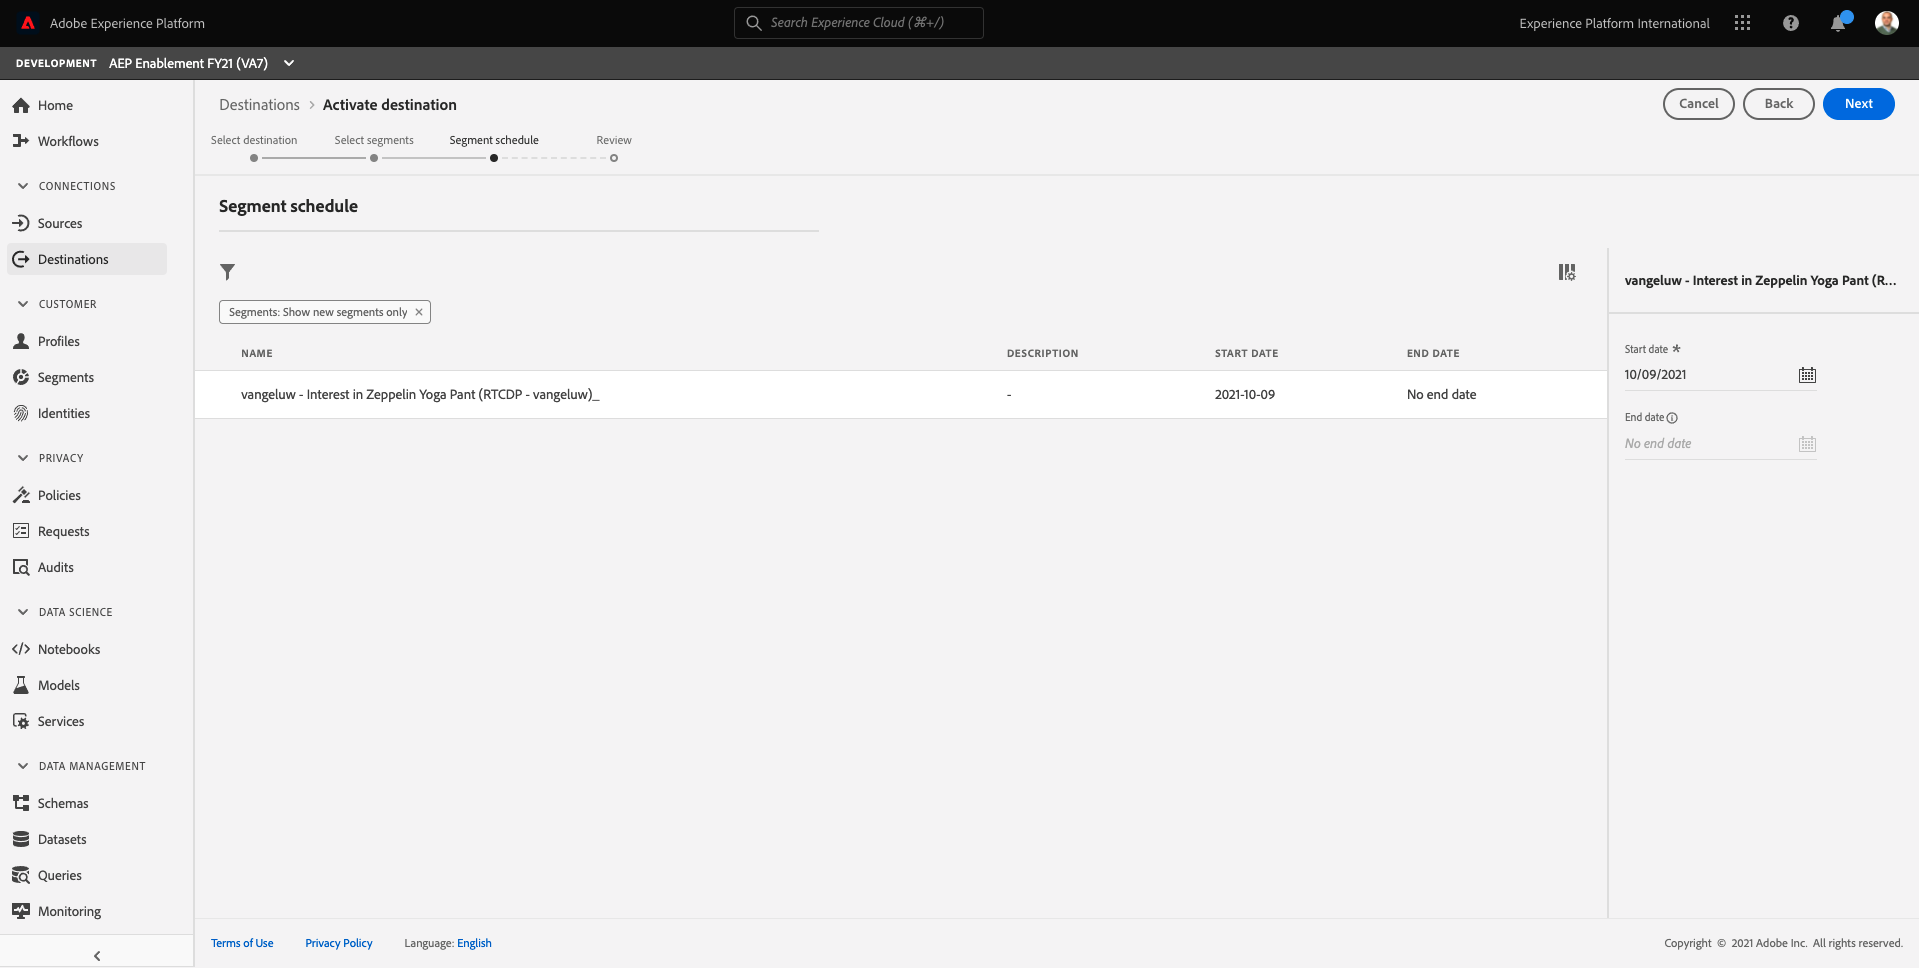 Adobe Experience Platform
Search Experience Cloud (⌘+/)
Experience Platform International
DEVELOPMENT AEP Enablement FY21 (VA7)
Home
Workflows
CONNECTIONS
Sources
Destinations
CUSTOMER
Profiles
Segments
Identities
PRIVACY
Policies
Requests
Audits
DATA SCIENCE
Notebooks
Models
Services
DATA MANAGEMENT
Schemas
Datasets
Queries
Monitoring
Destinations > Activate destination
Cancel Back Next
Select destination Select segments Segment schedule Review
Segment schedule
Segments: Show new segments only ×
NAME DESCRIPTION START DATE END DATE
vangeluw - Interest in Zeppelin Yoga Pant (RTCDP - vangeluw)_ - 2021-10-09 No end date
vangeluw - Interest in Zeppelin Yoga Pant (R...
Start date *
10/09/2021
End date
No end date
Terms of Use Privacy Policy Language: English
Copyright © 2021 Adobe Inc. All rights reserved.